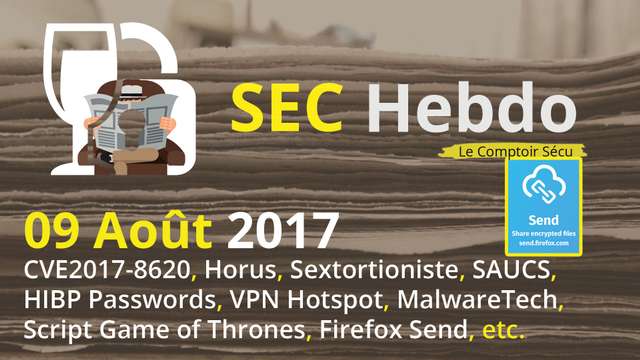 SEC Hebdo
Le Comptoir Sécu
Send
Share encrypted files
send.firefox.com
09 Août 2017
CVE2017-8620, Horus, Sextortioniste, SAUCS,
HIBP Passwords, VPN Hotspot, MalwareTech,
Script Game of Thrones, Firefox Send, etc.